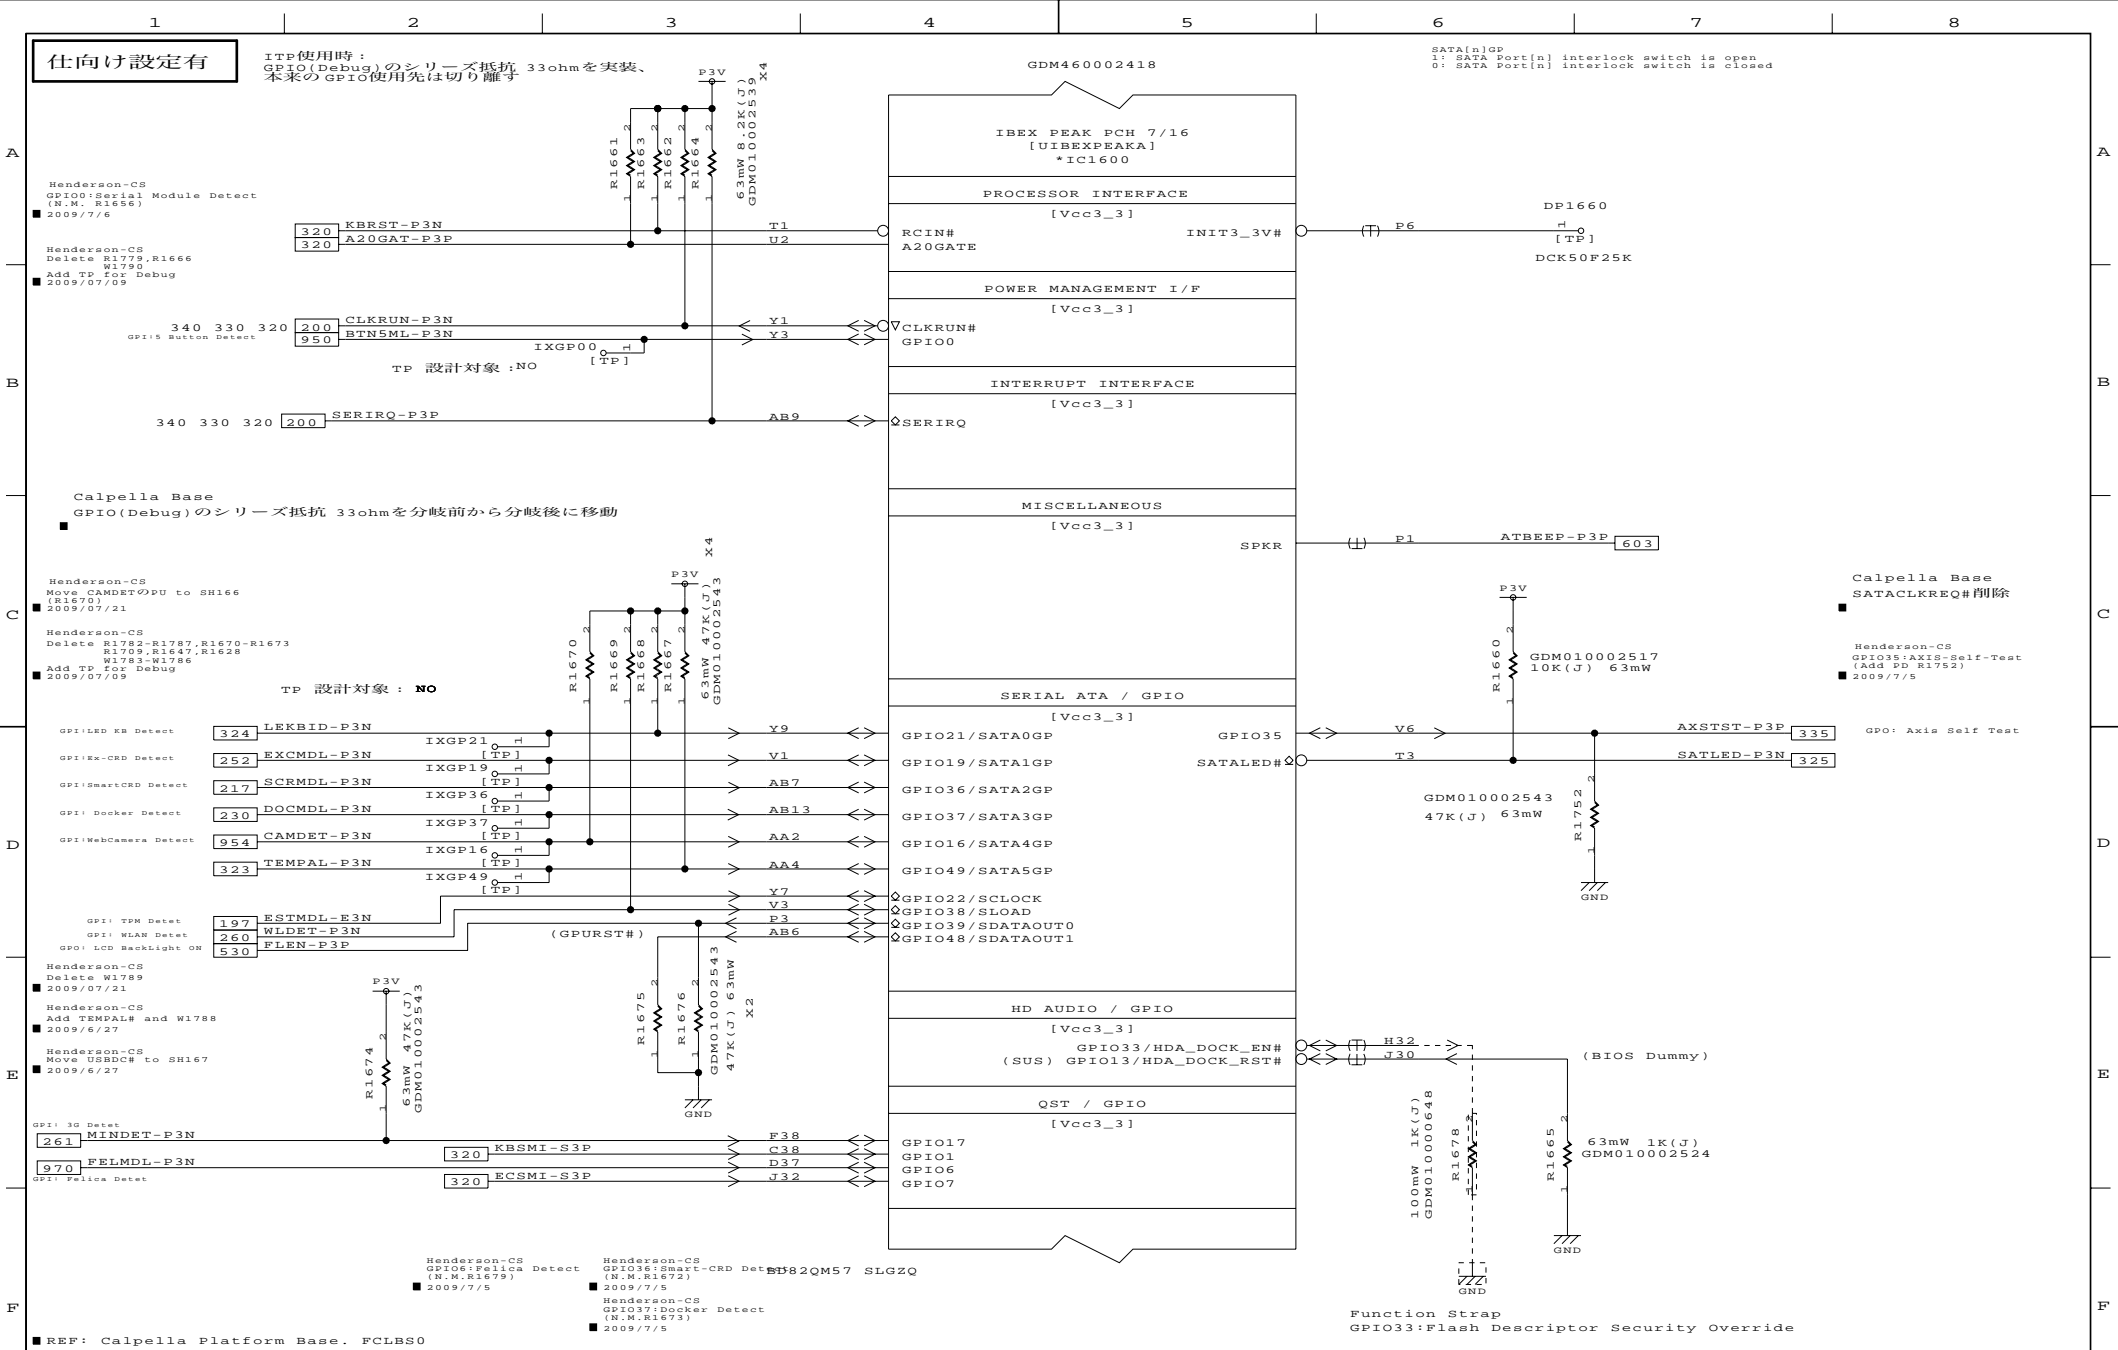 1 2 3 4 5 6 7 8
仕向け設定有
ITP使用時：
GPIO(Debug)のシリーズ抵抗 33ohmを実装、
本来のGPIO使用先は切り離す
P3V
X4
63mW 8.2K(J)
GDM010002539
R1661
R1663
R1662
R1664
GDM460002418
SATA[n]GP
1: SATA Port[n] interlock switch is open
0: SATA Port[n] interlock switch is closed
IBEX PEAK PCH 7/16
[UIBEXPEAKA]
*IC1600
A
A
Henderson-CS
GPIO0:Serial Module Detect
(N.M. R1656)
2009/7/6
PROCESSOR INTERFACE
[Vcc3_3]
320 KBRST-P3N T1 RCIN#
320 A20GAT-P3P U2 A20GATE
INIT3_3V# P6
DP1660
1
[TP]
DCK50F25K
Henderson-CS
Delete R1779,R1666
W1790
Add TP for Debug
2009/07/09
POWER MANAGEMENT I/F
[Vcc3_3]
340 330 320 200 CLKRUN-P3N Y1 CLKRUN#
GPI:5 Button Detect 950 BTN5ML-P3N Y3 GPIO0
IXGP00 1
[TP]
TP 設計対象：NO
B
B
INTERRUPT INTERFACE
[Vcc3_3]
340 330 320 200 SERIRQ-P3P AB9 SERIRQ
Calpella Base
GPIO(Debug)のシリーズ抵抗 33ohmを分岐前から分岐後に移動
MISCELLANEOUS
[Vcc3_3]
SPKR P1 ATBEEP-P3P 603
C
C
Henderson-CS
Move CAMDETのPU to SH166
(R1670)
2009/07/21
Henderson-CS
Delete R1782-R1787,R1670-R1673
R1709,R1647,R1628
W1783-W1786
Add TP for Debug
2009/07/09
TP 設計対象： NO
P3V
X4
63mW 47K(J)
GDM010002543
R1670
R1669
R1668
R1667
P3V
R1660
GDM010002517
10K(J) 63mW
Calpella Base
SATACLKREQ#削除
Henderson-CS
GPIO35:AXIS-Self-Test
(Add PD R1752)
2009/7/5
SERIAL ATA / GPIO
[Vcc3_3]
GPI:LED KB Detect 324 LEKBID-P3N Y9 GPIO21/SATA0GP
IXGP21 1
[TP]
GPI:Ex-CRD Detect 252 EXCMDL-P3N V1 GPIO19/SATA1GP
IXGP19 1
[TP]
GPI:SmartCRD Detect 217 SCRMDL-P3N AB7 GPIO36/SATA2GP
IXGP36 1
[TP]
GPI: Docker Detect 230 DOCMDL-P3N AB13 GPIO37/SATA3GP
IXGP37 1
[TP]
GPI:WebCamera Detect 954 CAMDET-P3N AA2 GPIO16/SATA4GP
IXGP16 1
[TP]
323 TEMPAL-P3N AA4 GPIO49/SATA5GP
IXGP49 1
[TP]
Y7 GPIO22/SCLOCK
V3 GPIO38/SLOAD
P3 GPIO39/SDATAOUT0
AB6 GPIO48/SDATAOUT1
GPI: TPM Detet 197 ESTMDL-E3N
GPI: WLAN Detet 260 WLDET-P3N
GPO: LCD BackLight ON 530 FLEN-P3P
(GPURST#)
GPIO35 V6 AXSTST-P3P 335 GPO: Axis Self Test
SATALED# T3 SATLED-P3N 325
GDM010002543
47K(J) 63mW
R1752
GND
D
D
Henderson-CS
Delete W1789
2009/07/21
Henderson-CS
Add TEMPAL# and W1788
2009/6/27
Henderson-CS
Move USBDC# to SH167
2009/6/27
P3V
R1674
63mW 47K(J)
GDM010002543
R1675
R1676
GDM010002543
47K(J) 63mW
X2
GND
HD AUDIO / GPIO
[Vcc3_3]
GPIO33/HDA_DOCK_EN# H32
(SUS) GPIO13/HDA_DOCK_RST# J30
(BIOS Dummy)
E
E
QST / GPIO
[Vcc3_3]
GPI: 3G Detet
261 MINDET-P3N F38 GPIO17
320 KBSMI-S3P C38 GPIO1
970 FELMDL-P3N D37 GPIO6
GPI: Felica Detet
320 ECSMI-S3P J32 GPIO7
100mW 1K(J)
GDM010000648
R1678
R1665
63mW 1K(J)
GDM010002524
GND
GND
Henderson-CS
GPIO6:Felica Detect
(N.M.R1679)
2009/7/5
Henderson-CS
GPIO36:Smart-CRD Detect
(N.M.R1672)
2009/7/5
BD82QM57 SLGZQ
Henderson-CS
GPIO37:Docker Detect
(N.M.R1673)
2009/7/5
Function Strap
GPIO33:Flash Descriptor Security Override
F
F
REF: Calpella Platform Base. FCLBS0